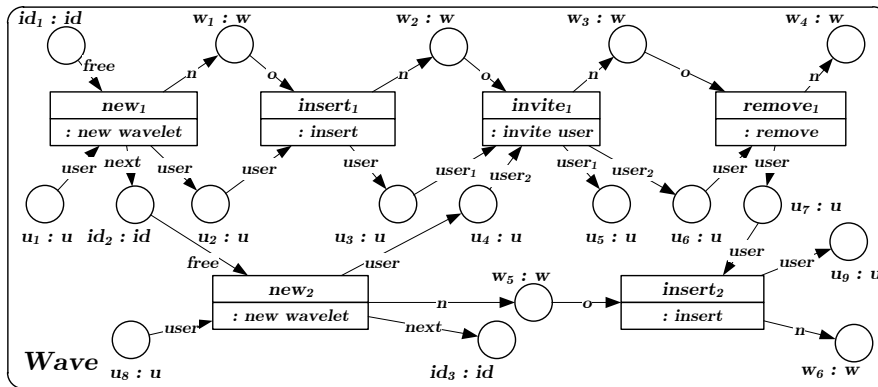 id₁ : id w₁ : w w₂ : w w₃ : w w₄ : w
free n o n o n o n
new₁ insert₁ invite₁ remove₁
: new wavelet : insert : invite user : remove
user next user user user user₁ user₂ user₁ user₂ user user
u₁ : u id₂ : id u₂ : u u₃ : u u₄ : u u₅ : u u₆ : u u₇ : u
free user user user u₉ : u
new₂ w₅ : w insert₂
: new wavelet n o : insert
user next n
u₈ : u id₃ : id w₆ : w
Wave